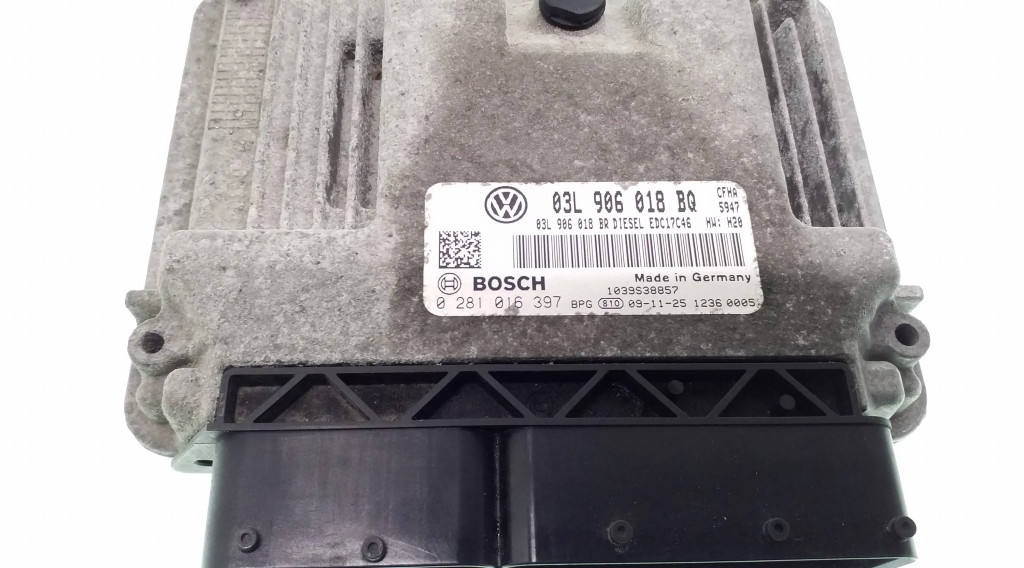 03L 906 018 BQ
CFHA
5947
03L 906 018 BR DIESEL EDC17C46 HW: H20
BOSCH
Made in Germany
1039S38857
0 281 016 397 BPG 810 09-11-25 1236 0005